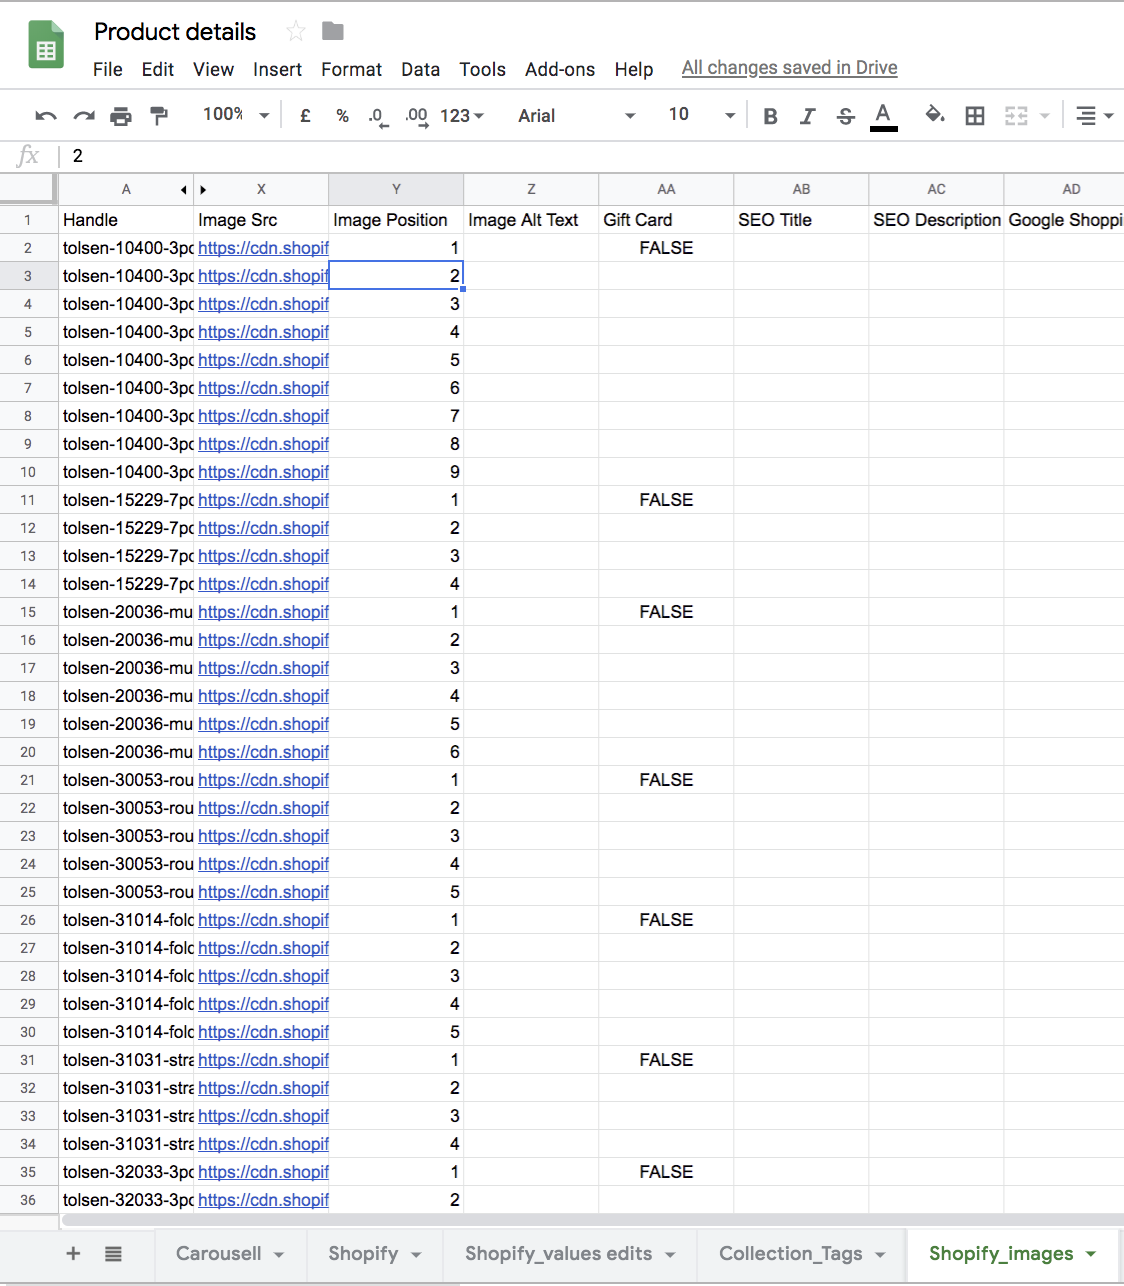 Product details
File Edit View Insert Format Data Tools Add-ons Help All changes saved in Drive
100% £ % .0 .00 123 Arial 10 B I S A
fx 2
A X Y Z AA AB AC AD
1 Handle Image Src Image Position Image Alt Text Gift Card SEO Title SEO Description Google Shoppi
2 tolsen-10400-3pc https://cdn.shopif 1 FALSE
3 tolsen-10400-3pc https://cdn.shopif 2
4 tolsen-10400-3pc https://cdn.shopif 3
5 tolsen-10400-3pc https://cdn.shopif 4
6 tolsen-10400-3pc https://cdn.shopif 5
7 tolsen-10400-3pc https://cdn.shopif 6
8 tolsen-10400-3pc https://cdn.shopif 7
9 tolsen-10400-3pc https://cdn.shopif 8
10 tolsen-10400-3pc https://cdn.shopif 9
11 tolsen-15229-7pc https://cdn.shopif 1 FALSE
12 tolsen-15229-7pc https://cdn.shopif 2
13 tolsen-15229-7pc https://cdn.shopif 3
14 tolsen-15229-7pc https://cdn.shopif 4
15 tolsen-20036-mu https://cdn.shopif 1 FALSE
16 tolsen-20036-mu https://cdn.shopif 2
17 tolsen-20036-mu https://cdn.shopif 3
18 tolsen-20036-mu https://cdn.shopif 4
19 tolsen-20036-mu https://cdn.shopif 5
20 tolsen-20036-mu https://cdn.shopif 6
21 tolsen-30053-rou https://cdn.shopif 1 FALSE
22 tolsen-30053-rou https://cdn.shopif 2
23 tolsen-30053-rou https://cdn.shopif 3
24 tolsen-30053-rou https://cdn.shopif 4
25 tolsen-30053-rou https://cdn.shopif 5
26 tolsen-31014-fold https://cdn.shopif 1 FALSE
27 tolsen-31014-fold https://cdn.shopif 2
28 tolsen-31014-fold https://cdn.shopif 3
29 tolsen-31014-fold https://cdn.shopif 4
30 tolsen-31014-fold https://cdn.shopif 5
31 tolsen-31031-stra https://cdn.shopif 1 FALSE
32 tolsen-31031-stra https://cdn.shopif 2
33 tolsen-31031-stra https://cdn.shopif 3
34 tolsen-31031-stra https://cdn.shopif 4
35 tolsen-32033-3pc https://cdn.shopif 1 FALSE
36 tolsen-32033-3pc https://cdn.shopif 2
+ Carousell Shopify Shopify_values edits Collection_Tags Shopify_images